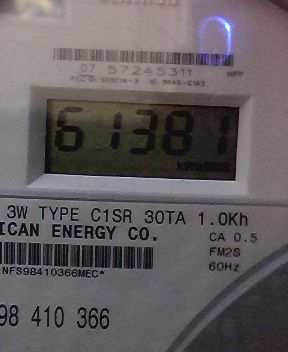 07 57245311
61381
3W TYPE C1SR 30TA 1.0Kh
ICAN ENERGY CO.
CA 0.5
FM2S
60Hz
NFS98410366MEC*
98 410 366